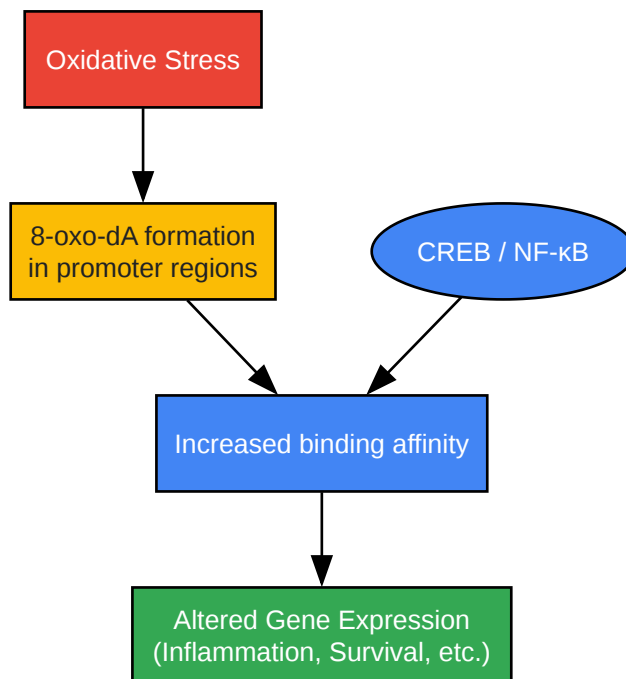 Oxidative Stress
8-oxo-dA formation
in promoter regions
CREB / NF-κB
Increased binding affinity
Altered Gene Expression
(Inflammation, Survival, etc.)